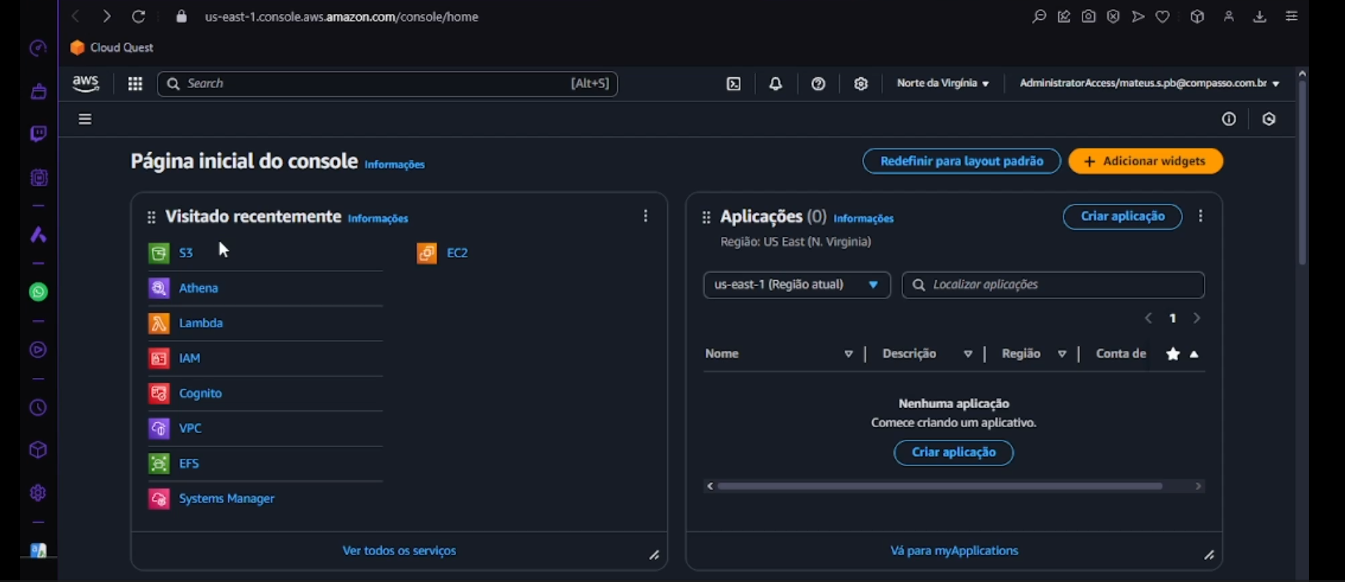 us-east-1.console.aws.amazon.com/console/home
Cloud Quest
aws
Search [Alt+S]
Norte da Virgínia
AdministratorAccess/mateus.s.pb@compasso.com.br
Página inicial do console Informações
Redefinir para layout padrão
+ Adicionar widgets
Visitado recentemente Informações
S3
Athena
Lambda
IAM
Cognito
VPC
EFS
Systems Manager
EC2
Ver todos os serviços
Aplicações (0) Informações
Criar aplicação
Região: US East (N. Virginia)
us-east-1 (Região atual)
Localizar aplicações
1
Nome | Descrição | Região | Conta de
Nenhuma aplicação
Comece criando um aplicativo.
Criar aplicação
Vá para myApplications